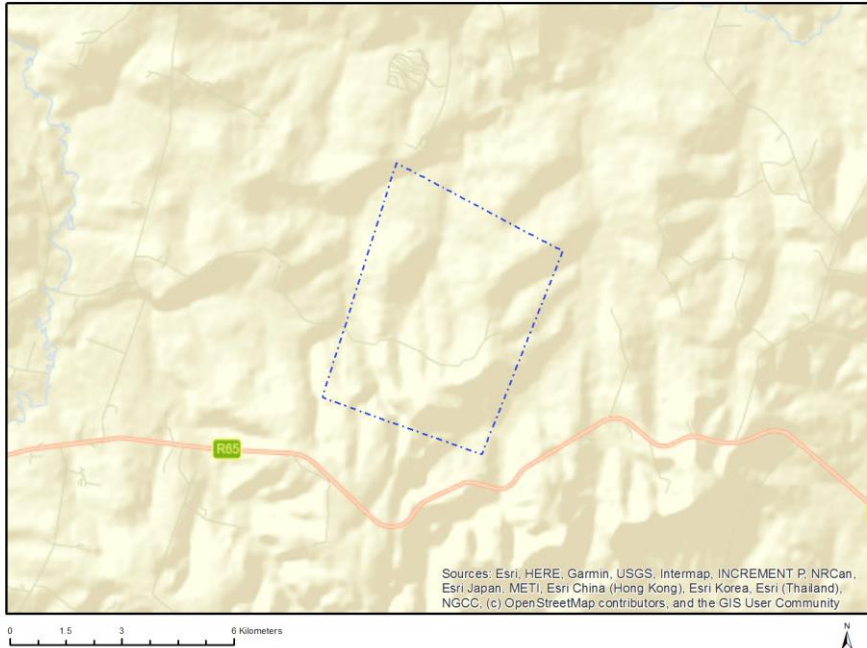 R65
Sources: Esri, HERE, Garmin, USGS, Intermap, INCREMENT P, NRCan,
Esri Japan, METI, Esri China (Hong Kong), Esri Korea, Esri (Thailand),
NGCC, (c) OpenStreetMap contributors, and the GIS User Community
0 1.5 3 6 Kilometers
N